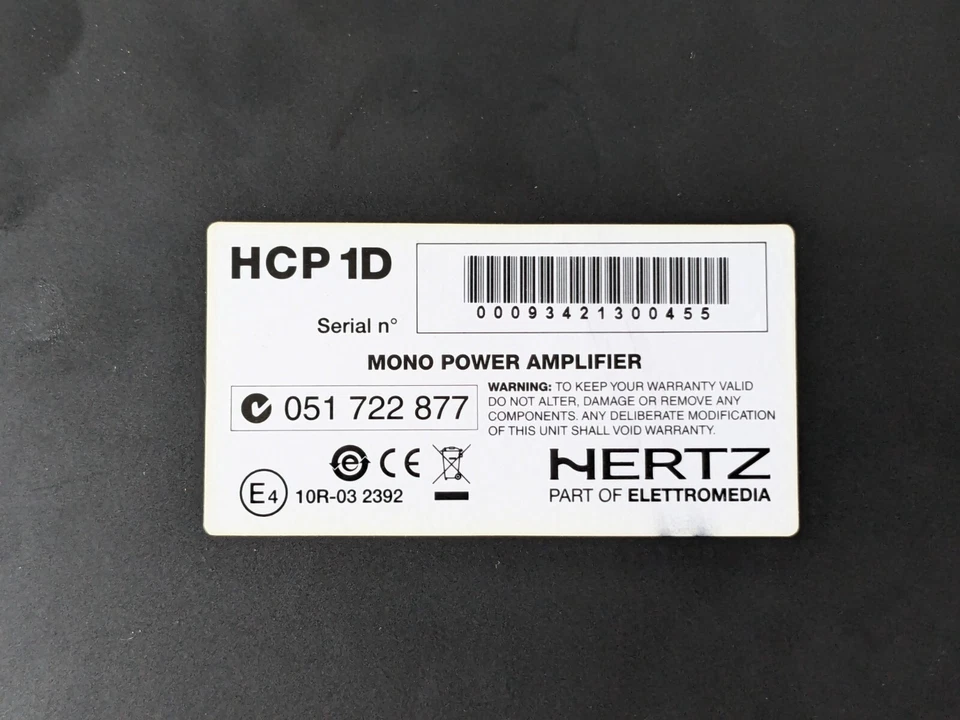 HCP 1D
00093421300455
Serial n°
MONO POWER AMPLIFIER
051 722 877
WARNING: TO KEEP YOUR WARRANTY VALID
DO NOT ALTER, DAMAGE OR REMOVE ANY
COMPONENTS. ANY DELIBERATE MODIFICATION
OF THIS UNIT SHALL VOID WARRANTY.
e CE
E4 10R-03 2392
HERTZ
PART OF ELETTROMEDIA